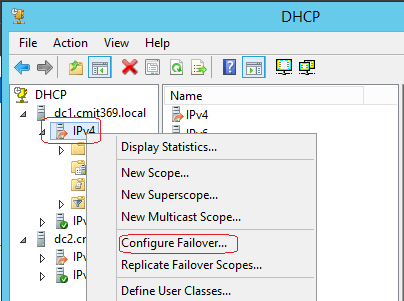 DHCP
File Action View Help
DHCP
dc1.cmit369.local
IPv4
Name
IPv4
Display Statistics...
New Scope...
New Superscope...
New Multicast Scope...
Configure Failover...
Replicate Failover Scopes...
Define User Classes...
IPv
dc2.cm
IPv
IPv